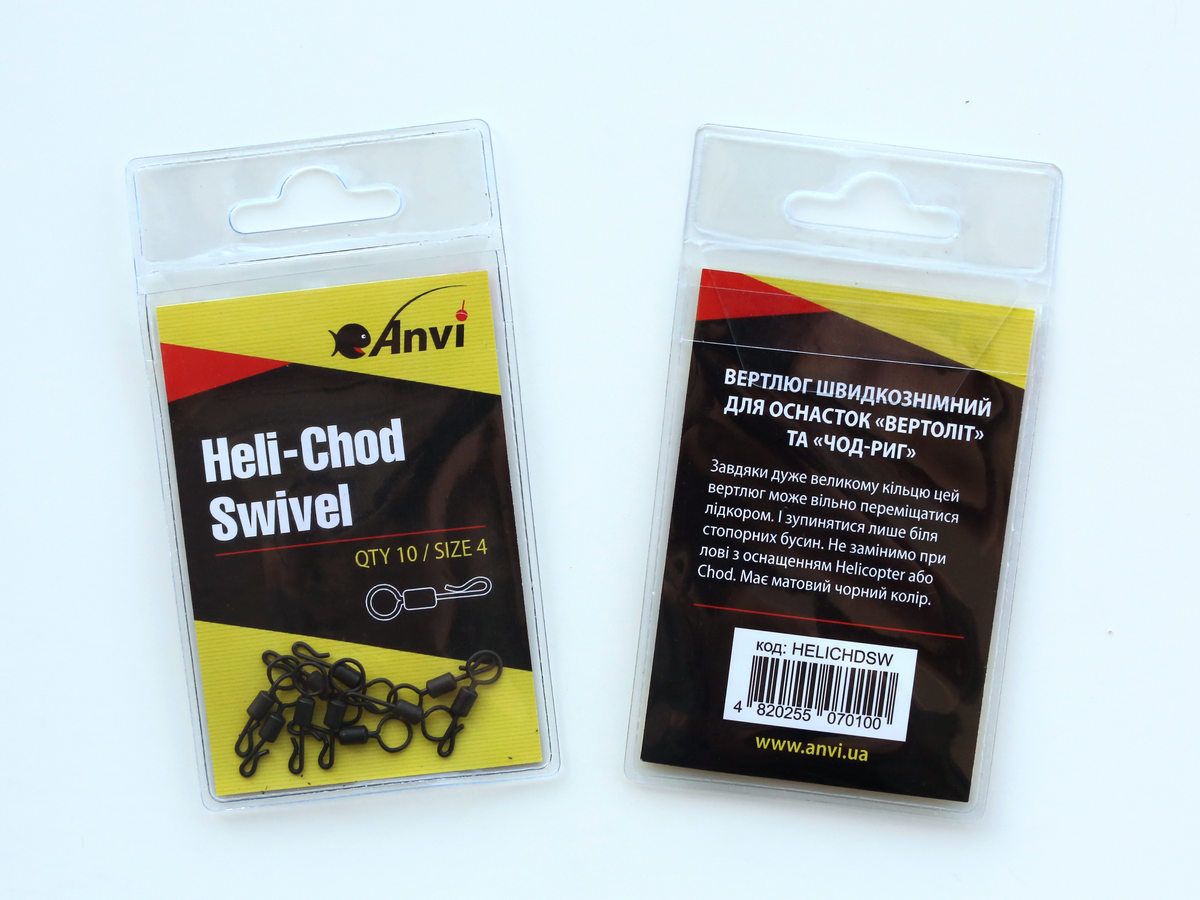 Anvi
Heli-Chod
Swivel
QTY 10 / SIZE 4
ВЕРТЛЮГ ШВИДКОЗНІМНИЙ
ДЛЯ ОСНАСТОК «ВЕРТОЛІТ»
ТА «ЧОД-РИГ»
Завдяки дуже великому кільцю цей
вертлюг може вільно переміщатися
лідкором. І зупинятися лише біля
стопорних бусин. Не замінимо при
лові з оснащенням Helicopter або
Chod. Має матовий чорний колір.
код: HELICHDSW
4 820255 070100
www.anvi.ua